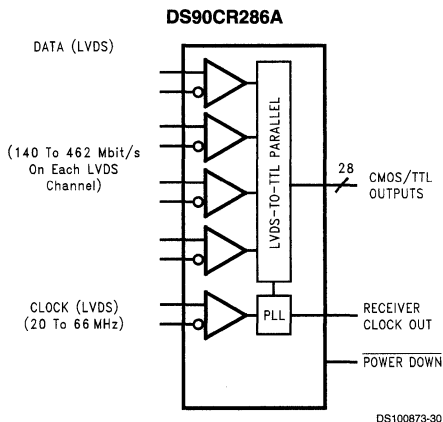 DS90CR286A
DATA (LVDS)
(140 To 462 Mbit/s
On Each LVDS
Channel)
LVDS-TO-TTL PARALLEL
28
CMOS/TTL
OUTPUTS
CLOCK (LVDS)
(20 To 66 MHz)
PLL
RECEIVER
CLOCK OUT
POWER DOWN
DS100873-30